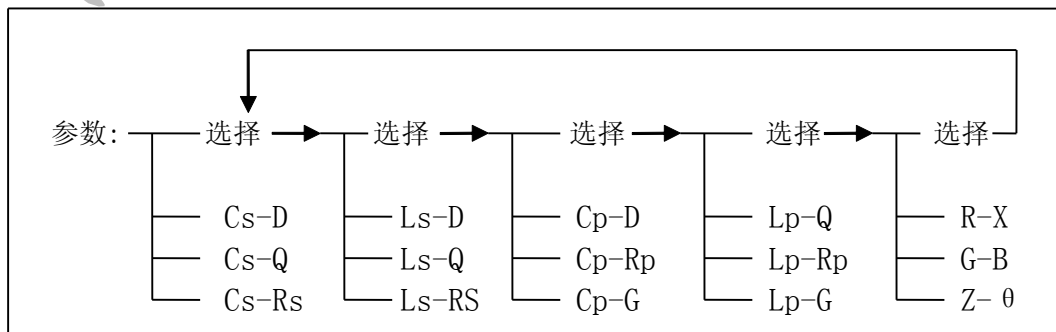 参数: 选择 选择 选择 选择 选择
Cs-D Ls-D Cp-D Lp-Q R-X
Cs-Q Ls-Q Cp-Rp Lp-Rp G-B
Cs-Rs Ls-RS Cp-G Lp-G Z-θ